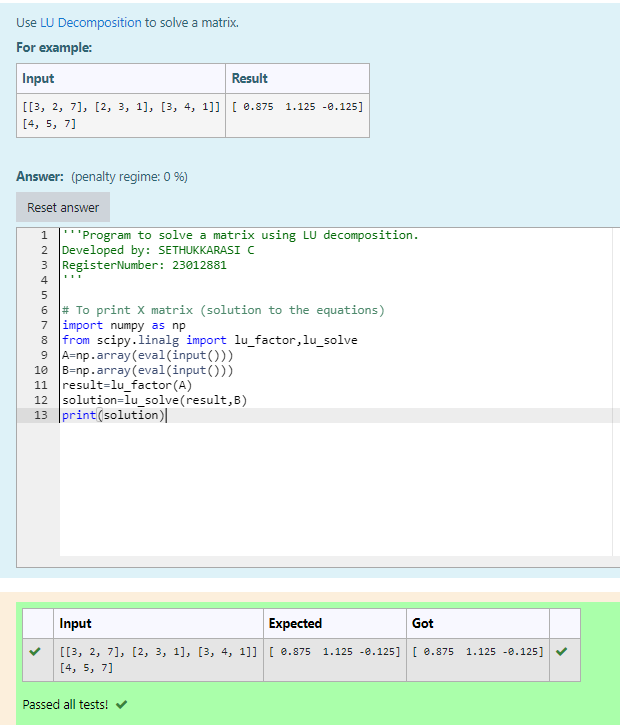 Use LU Decomposition to solve a matrix.
For example:
Input Result
[[3, 2, 7], [2, 3, 1], [3, 4, 1]] [ 0.875  1.125 -0.125]
[4, 5, 7]
Answer: (penalty regime: 0 %)
Reset answer
1 '''Program to solve a matrix using LU decomposition.
2 Developed by: SETHUKKARASI C
3 RegisterNumber: 23012881
4 '''
5
6 # To print X matrix (solution to the equations)
7 import numpy as np
8 from scipy.linalg import lu_factor,lu_solve
9 A=np.array(eval(input()))
10 B=np.array(eval(input()))
11 result=lu_factor(A)
12 solution=lu_solve(result,B)
13 print(solution)
Input Expected Got
[[3, 2, 7], [2, 3, 1], [3, 4, 1]] [ 0.875  1.125 -0.125] [ 0.875  1.125 -0.125]
[4, 5, 7]
Passed all tests!